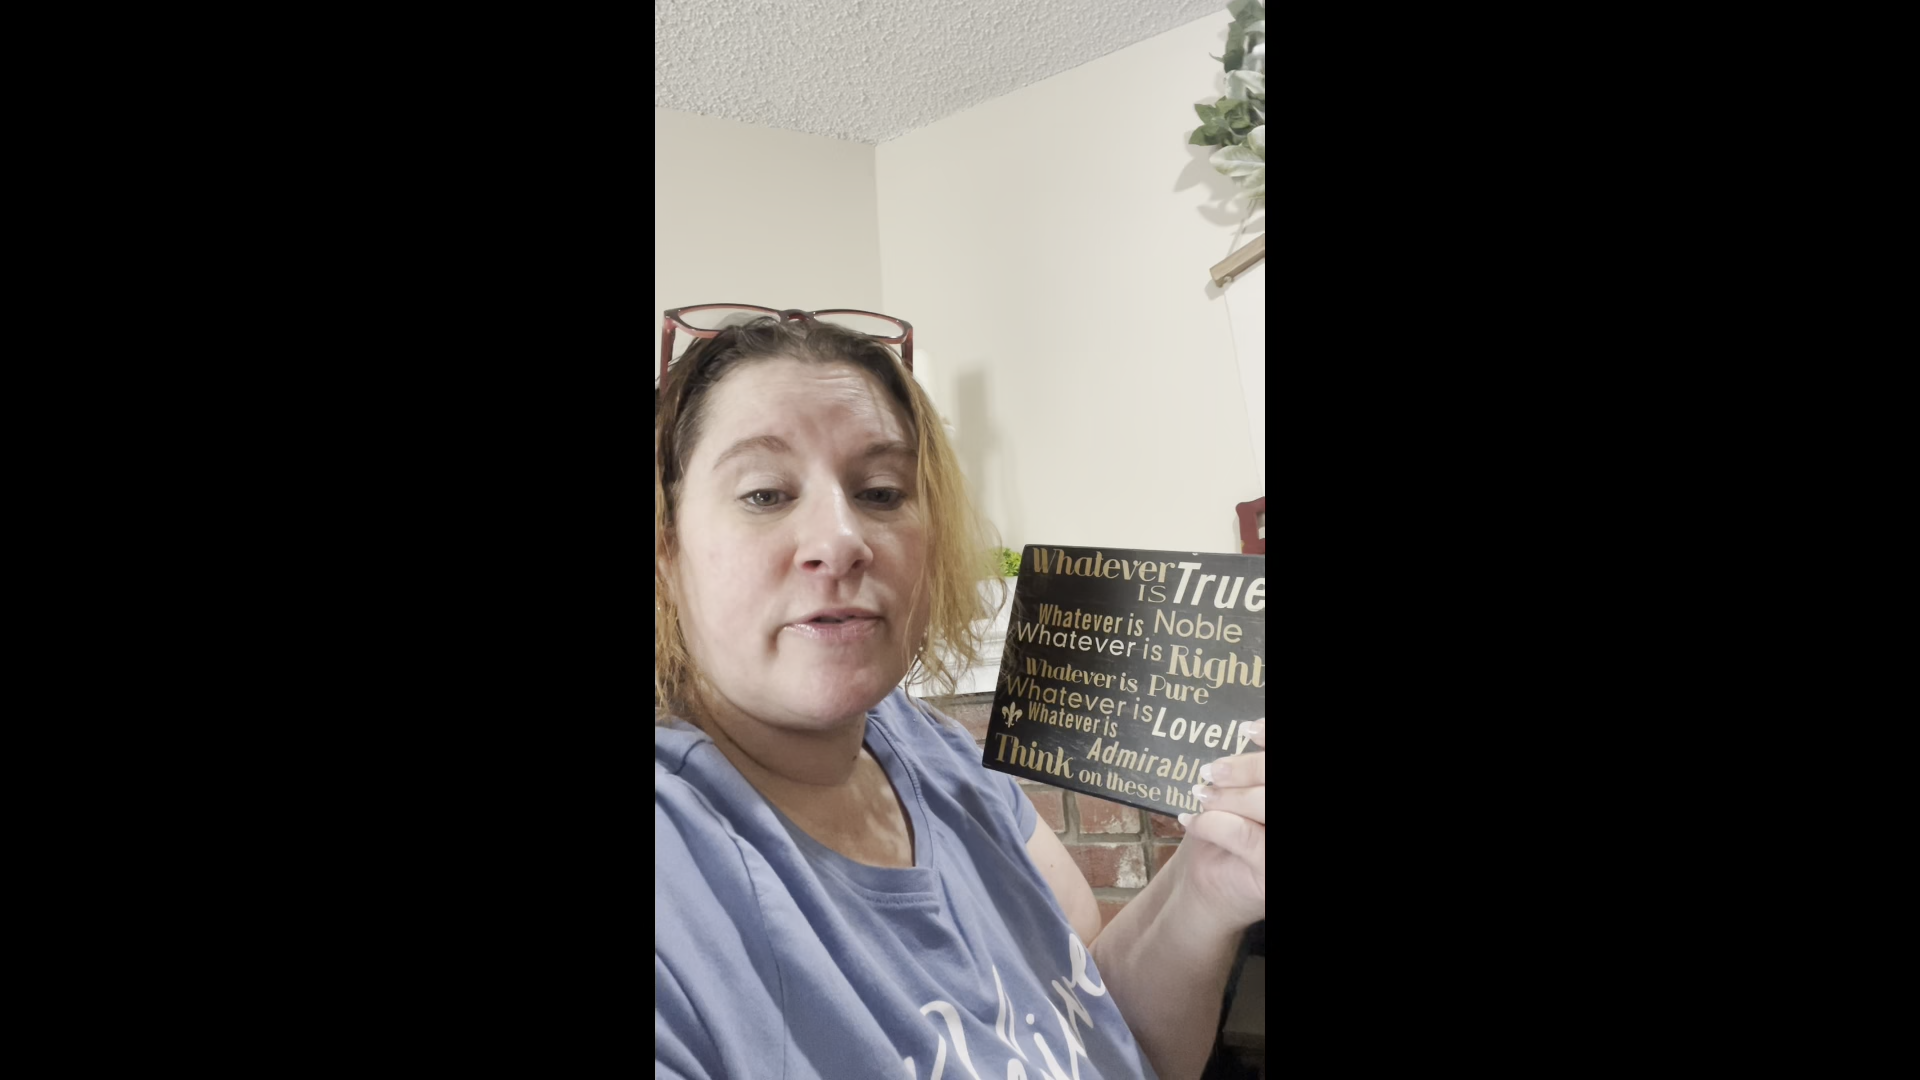 Whatever
IS True
Whatever is Noble
Whatever is Right
Whatever is Pure
Whatever is Lovely
Whatever is
Admirable
Think on these thin